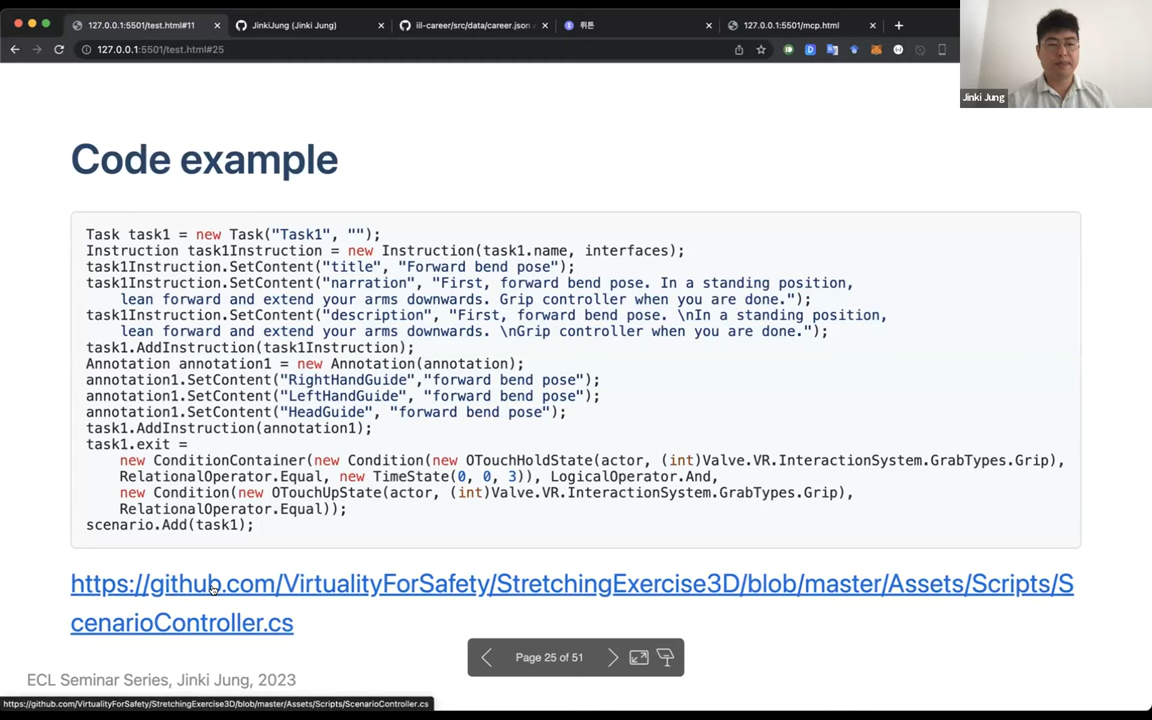 127.0.0.1:5501/test.html#11
JinkiJung (Jinki Jung)
iil-career/src/data/career.json a
뤼튼
127.0.0.1:5501/mcp.html
127.0.0.1:5501/test.html#25
Jinki Jung
Code example
Task task1 = new Task("Task1", "");
Instruction task1Instruction = new Instruction(task1.name, interfaces);
task1Instruction.SetContent("title", "Forward bend pose");
task1Instruction.SetContent("narration", "First, forward bend pose. In a standing position,
lean forward and extend your arms downwards. Grip controller when you are done.");
task1Instruction.SetContent("description", "First, forward bend pose. \nIn a standing position,
lean forward and extend your arms downwards. \nGrip controller when you are done.");
task1.AddInstruction(task1Instruction);
Annotation annotation1 = new Annotation(annotation);
annotation1.SetContent("RightHandGuide","forward bend pose");
annotation1.SetContent("LeftHandGuide", "forward bend pose");
annotation1.SetContent("HeadGuide", "forward bend pose");
task1.AddInstruction(annotation1);
task1.exit =
new ConditionContainer(new Condition(new OTouchHoldState(actor, (int)Valve.VR.InteractionSystem.GrabTypes.Grip),
RelationalOperator.Equal, new TimeState(0, 0, 3)), LogicalOperator.And,
new Condition(new OTouchUpState(actor, (int)Valve.VR.InteractionSystem.GrabTypes.Grip),
RelationalOperator.Equal));
scenario.Add(task1);
https://github.com/VirtualityForSafety/StretchingExercise3D/blob/master/Assets/Scripts/S
cenarioController.cs
Page 25 of 51
ECL Seminar Series, Jinki Jung, 2023
https://github.com/VirtualityForSafety/StretchingExercise3D/blob/master/Assets/Scripts/ScenarioController.cs